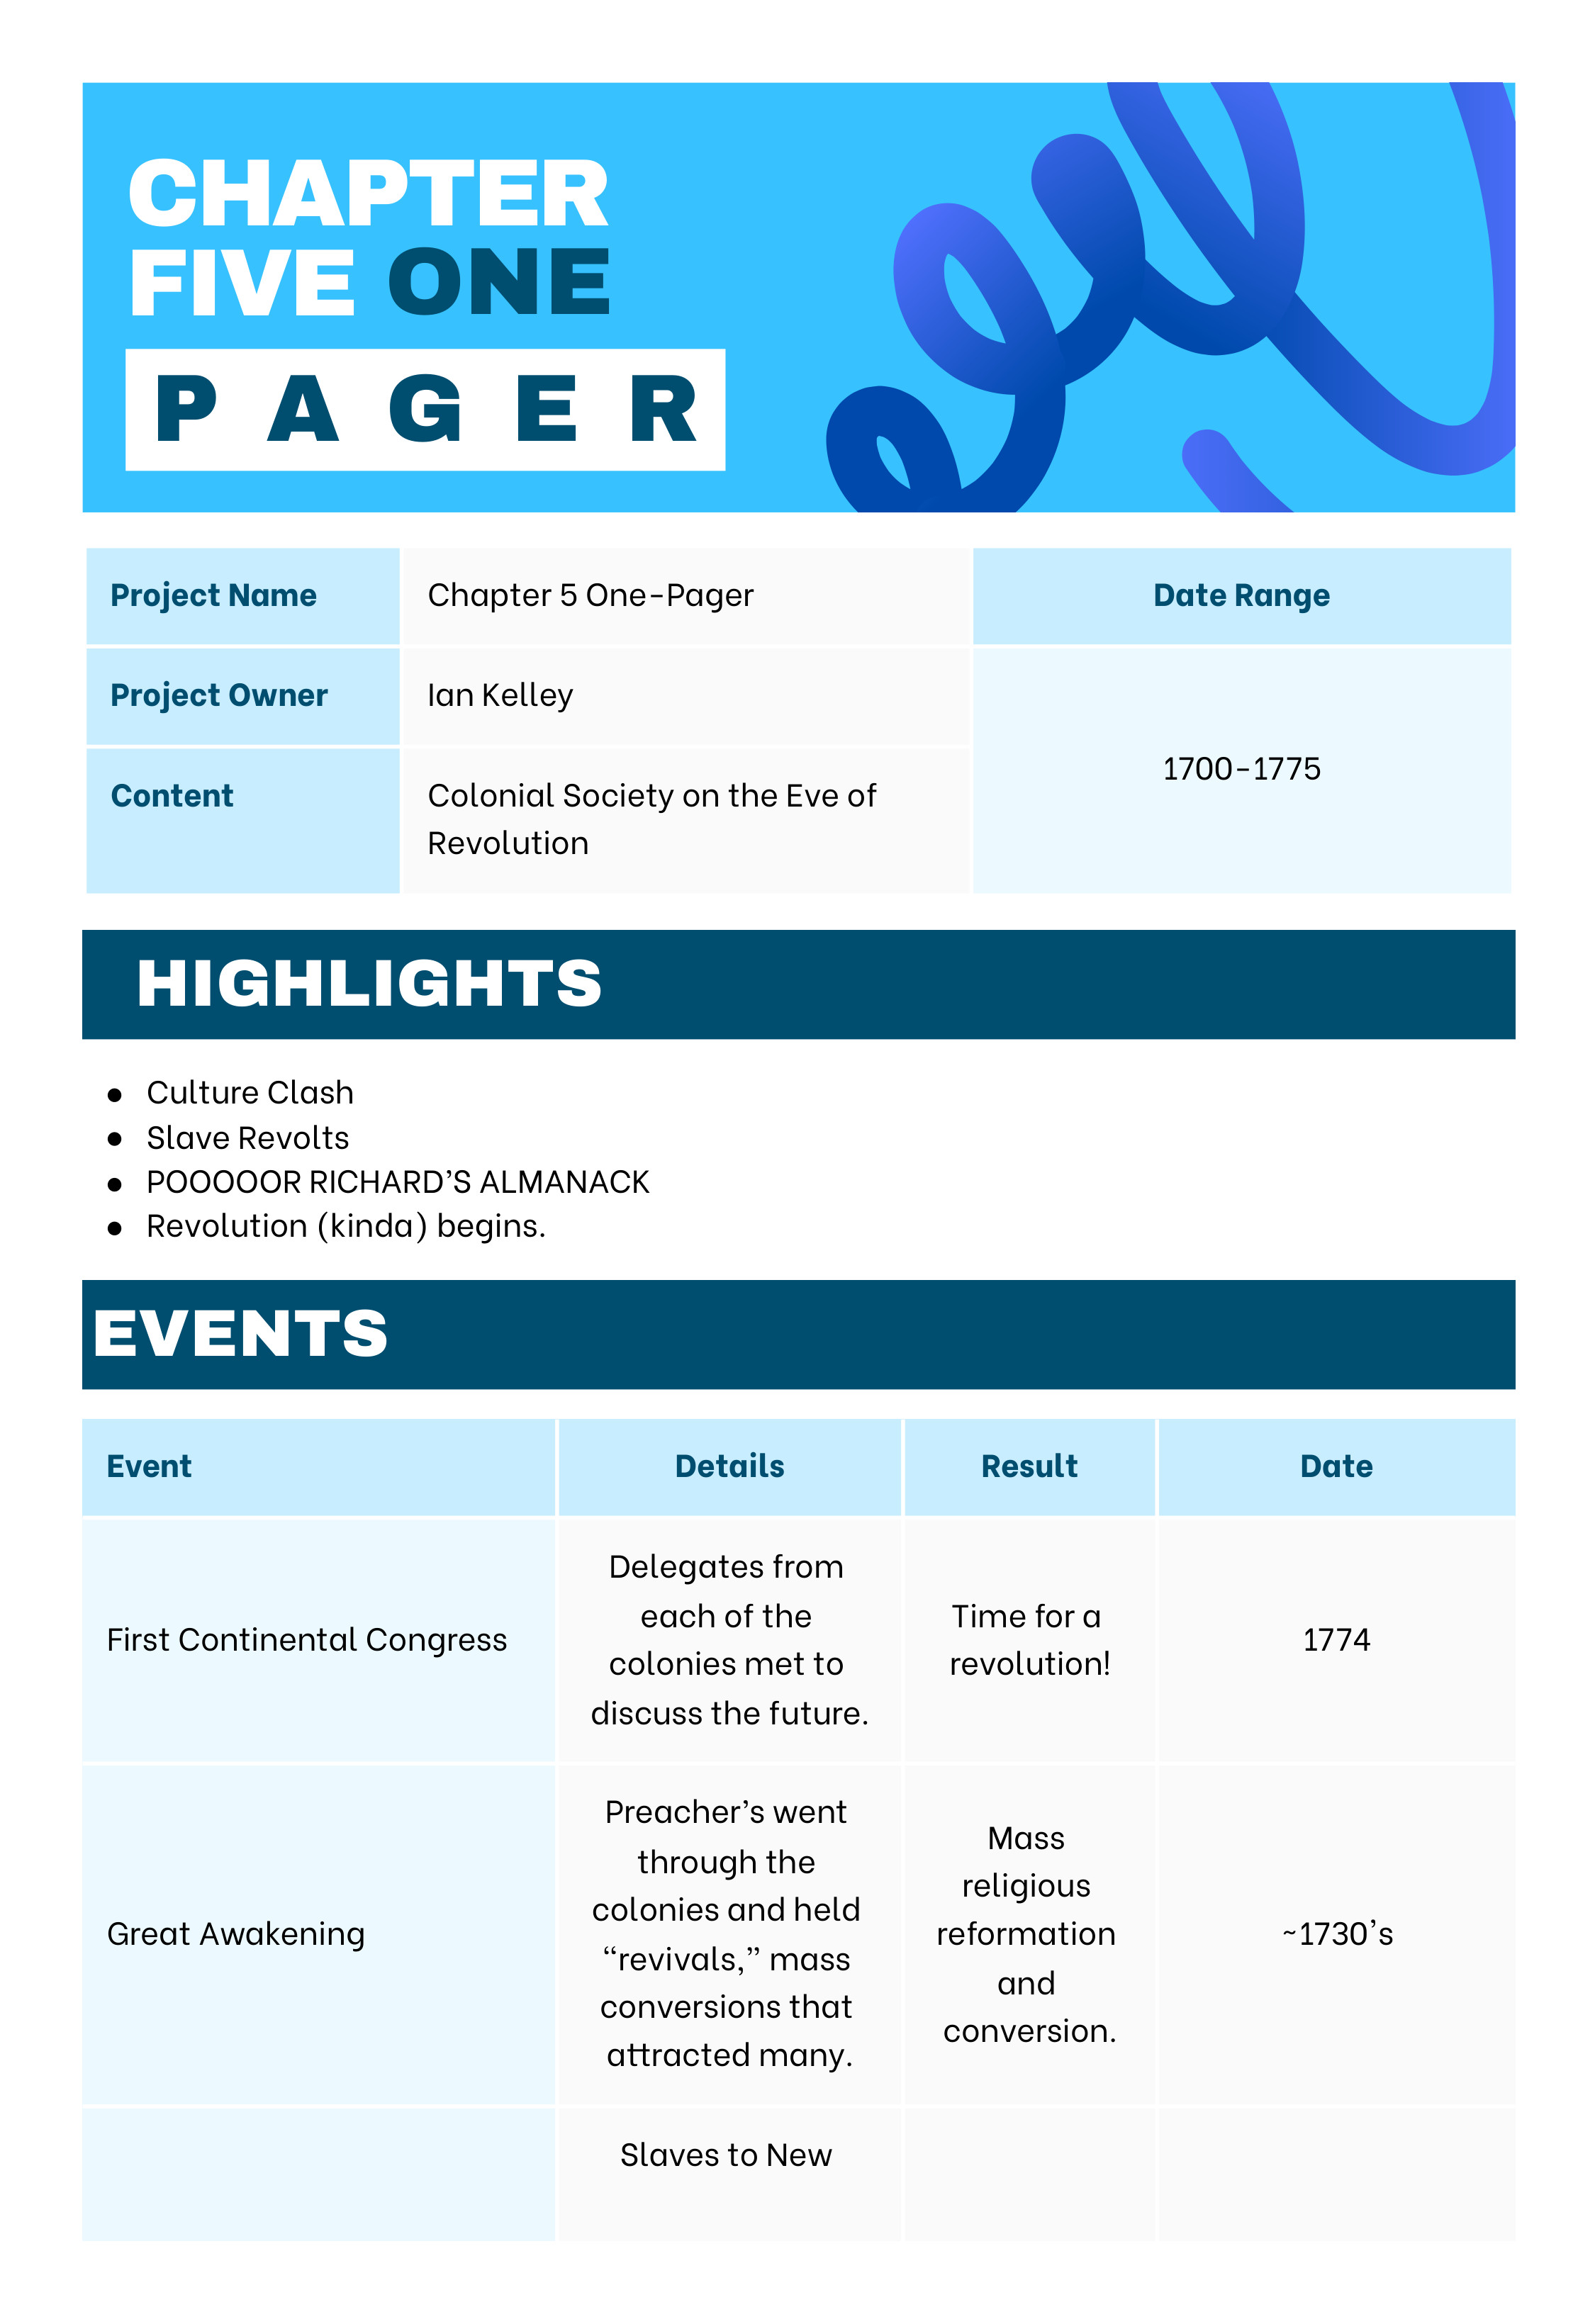 CHAPTER
FIVE ONE
PAGER
Project Name
Chapter 5 One-Pager
Date Range
Project Owner
Ian Kelley
1700-1775
Content
Colonial Society on the Eve of
Revolution
HIGHLIGHTS
● Culture Clash
● Slave Revolts
● POOOOOR RICHARD’S ALMANACK
● Revolution (kinda) begins.
EVENTS
Event
Details
Result
Date
First Continental Congress
Delegates from
each of the
colonies met to
discuss the future.
Time for a
revolution!
1774
Great Awakening
Preacher’s went
through the
colonies and held
“revivals,” mass
conversions that
attracted many.
Mass
religious
reformation
and
conversion.
~1730’s
Slaves to New